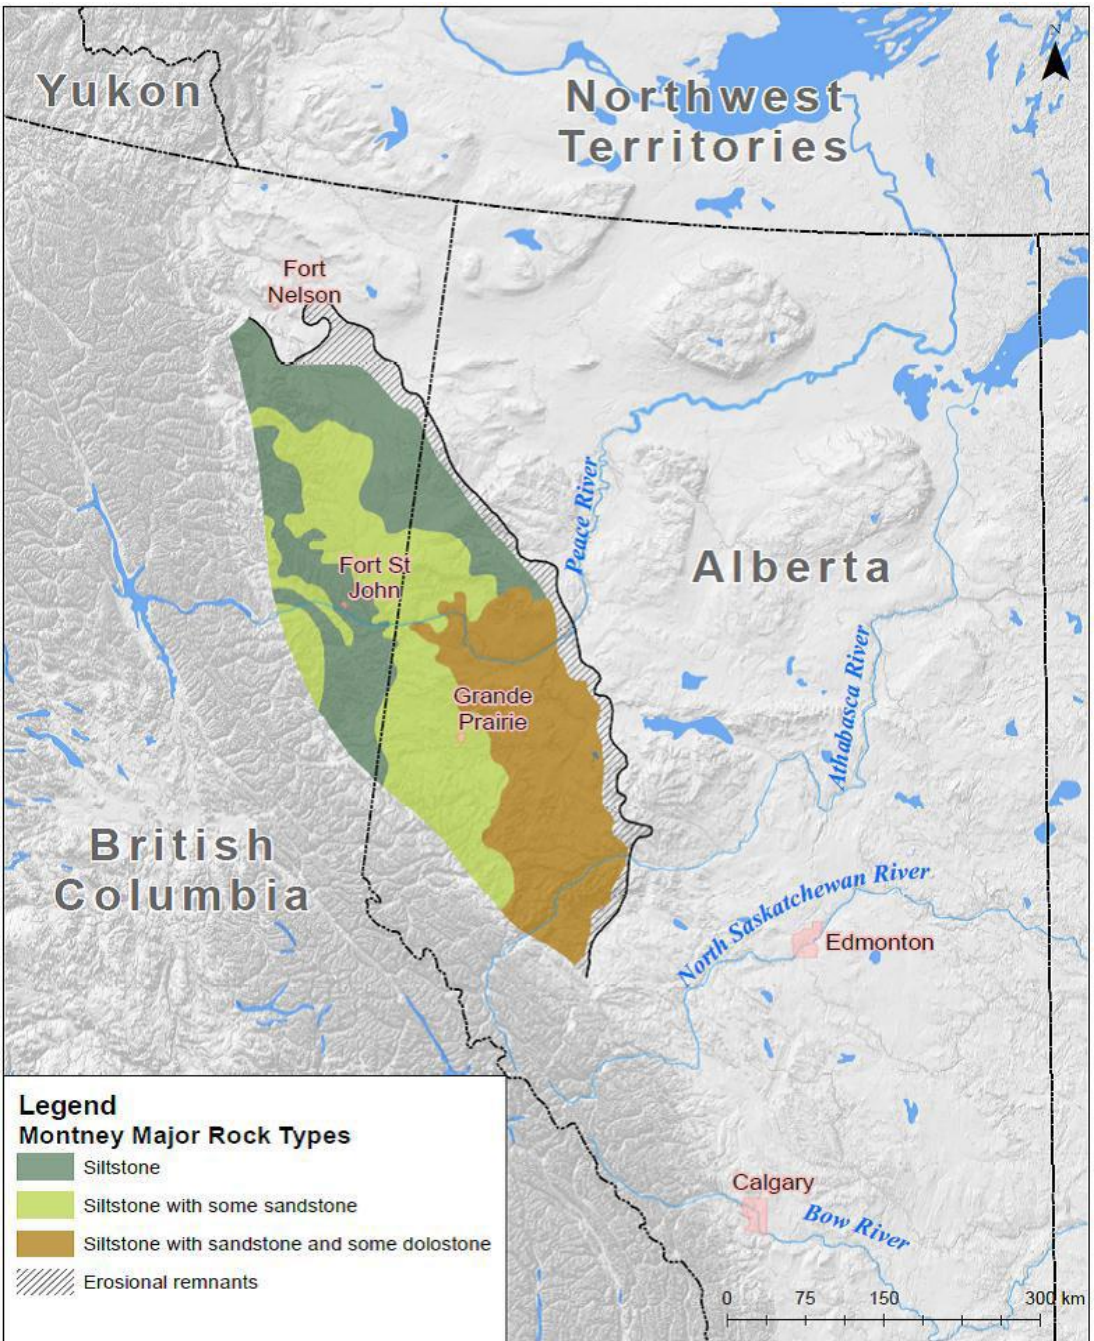 N
Yukon
Northwest
Territories
Fort
Nelson
Peace River
Alberta
Fort St
John
Grande
Prairie
Athabasca River
British
Columbia
North Saskatchewan River
Edmonton
Calgary
Bow River
Legend
Montney Major Rock Types
Siltstone
Siltstone with some sandstone
Siltstone with sandstone and some dolostone
Erosional remnants
0 75 150 300 km